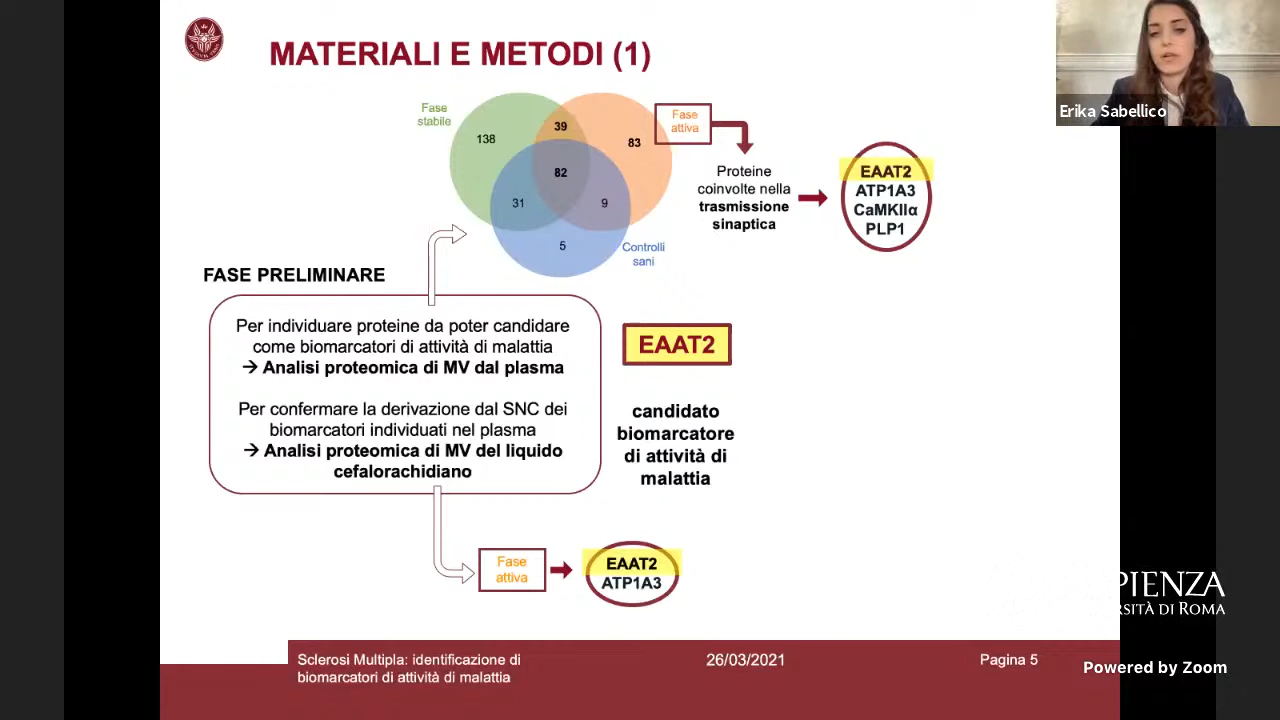 MATERIALI E METODI (1)
Erika Sabellico
Fase
stabile
138
39
83
82
31
9
5
Fase
attiva
Controlli
sani
Proteine
coinvolte nella
trasmissione
sinaptica
EAAT2
ATP1A3
CaMKIIα
PLP1
FASE PRELIMINARE
Per individuare proteine da poter candidare
come biomarcatori di attività di malattia
→ Analisi proteomica di MV dal plasma
Per confermare la derivazione dal SNC dei
biomarcatori individuati nel plasma
→ Analisi proteomica di MV del liquido
cefalorachidiano
EAAT2
candidato
biomarcatore
di attività di
malattia
Fase
attiva
EAAT2
ATP1A3
PIENZA
RSITÀ DI ROMA
Sclerosi Multipla: identificazione di
biomarcatori di attività di malattia
26/03/2021
Pagina 5
Powered by Zoom